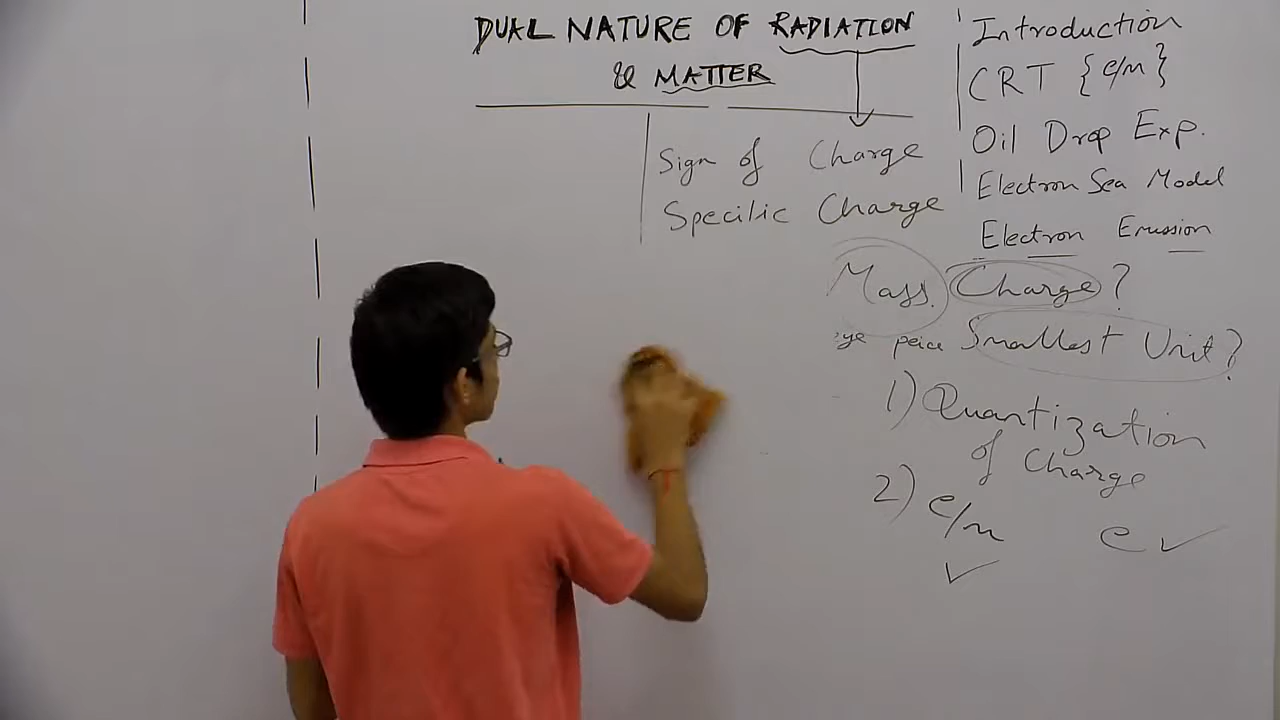 DUAL NATURE OF RADIATION
& MATTER
Sign of Charge
Specific Charge
Introduction
CRT {e/m}
Oil Drop Exp.
Electron Sea Model
Electron Emission
Mass. Charge?
Smallest Unit?
1) Quantization
of Charge
2) e/m e ✓
✓